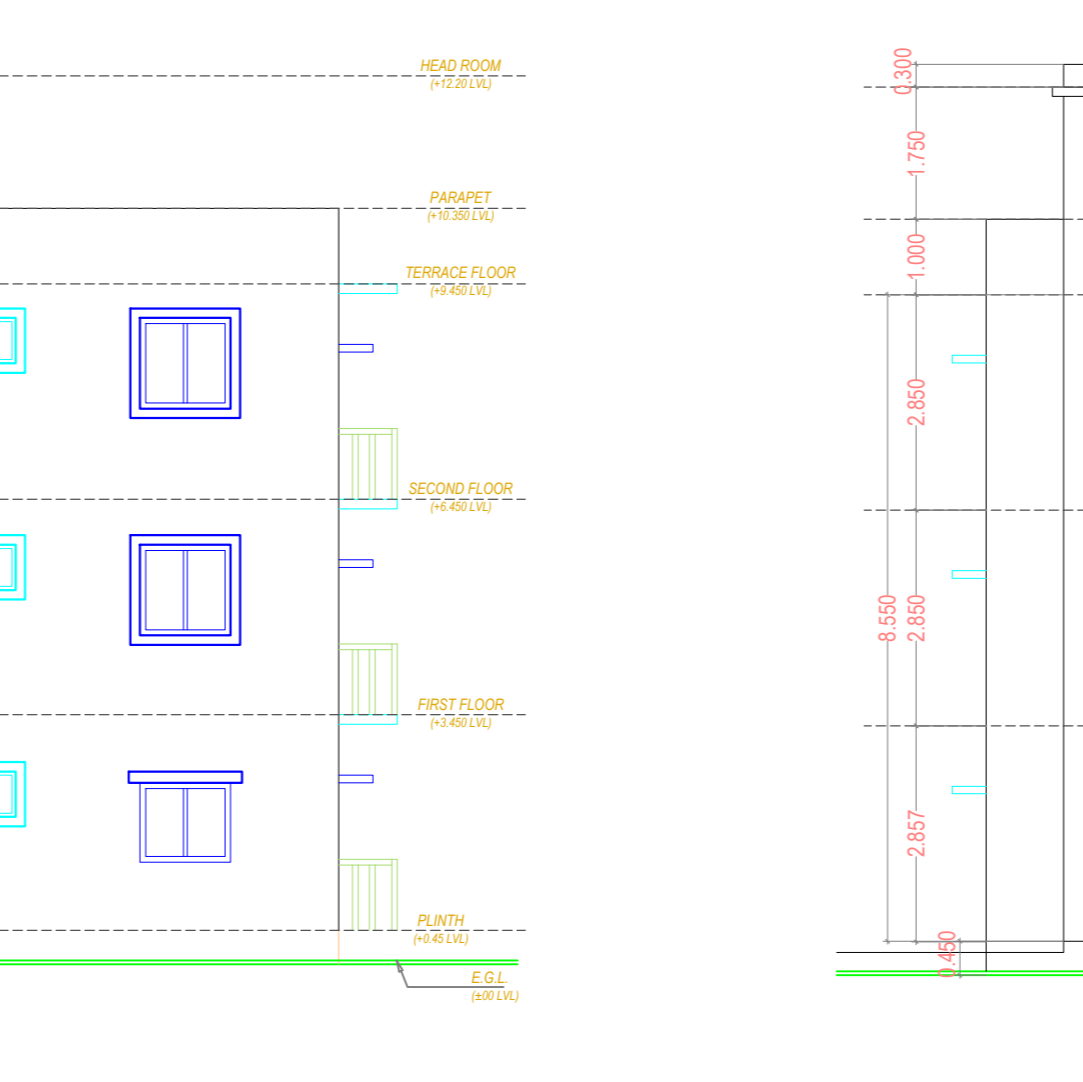 HEAD ROOM
(+12.20 LVL)
PARAPET
(+10.350 LVL)
TERRACE FLOOR
(+9.450 LVL)
SECOND FLOOR
(+6.450 LVL)
FIRST FLOOR
(+3.450 LVL)
PLINTH
(+0.45 LVL)
E.G.L.
(±00 LVL)
0.300
1.750
1.000
2.850
8.550
2.850
2.857
0.450